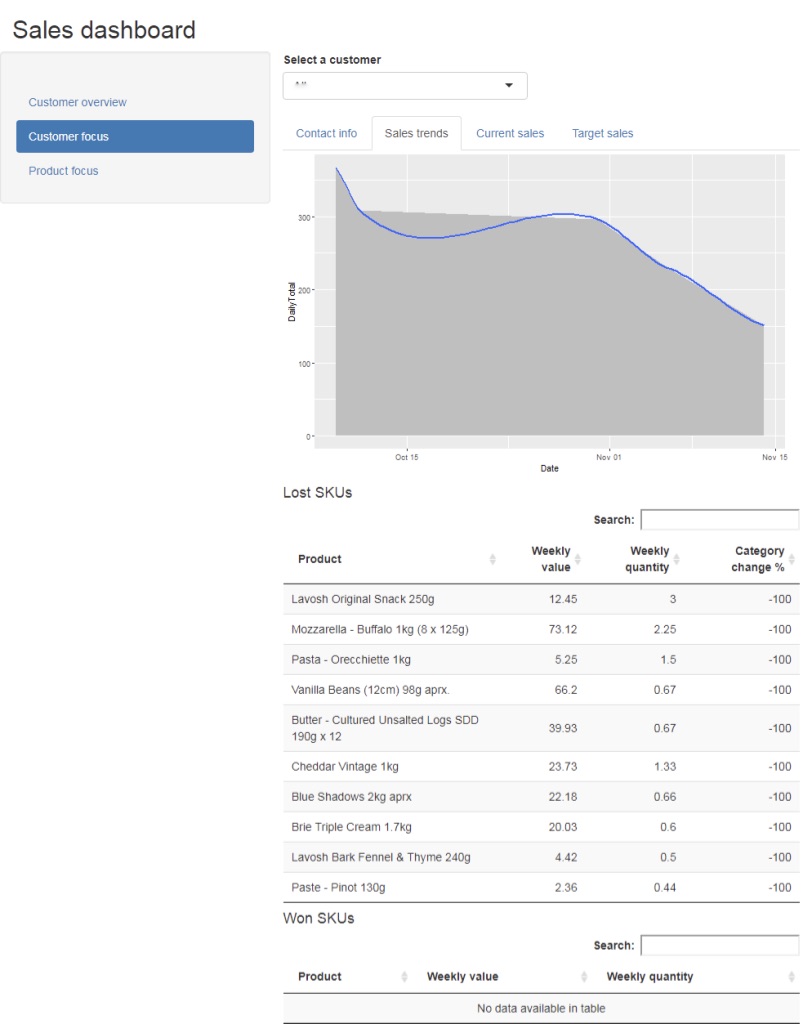 Sales dashboard
Select a customer
Customer overview
Customer focus
Product focus
Contact info Sales trends Current sales Target sales
300
200
100
0
DailyTotal
Oct 15 Nov 01 Nov 15
Date
Lost SKUs
Search:
Product Weekly value Weekly quantity Category change %
Lavosh Original Snack 250g 12.45 3 -100
Mozzarella - Buffalo 1kg (8 x 125g) 73.12 2.25 -100
Pasta - Orecchiette 1kg 5.25 1.5 -100
Vanilla Beans (12cm) 98g aprx. 66.2 0.67 -100
Butter - Cultured Unsalted Logs SDD
190g x 12 39.93 0.67 -100
Cheddar Vintage 1kg 23.73 1.33 -100
Blue Shadows 2kg aprx 22.18 0.66 -100
Brie Triple Cream 1.7kg 20.03 0.6 -100
Lavosh Bark Fennel & Thyme 240g 4.42 0.5 -100
Paste - Pinot 130g 2.36 0.44 -100
Won SKUs
Search:
Product Weekly value Weekly quantity
No data available in table